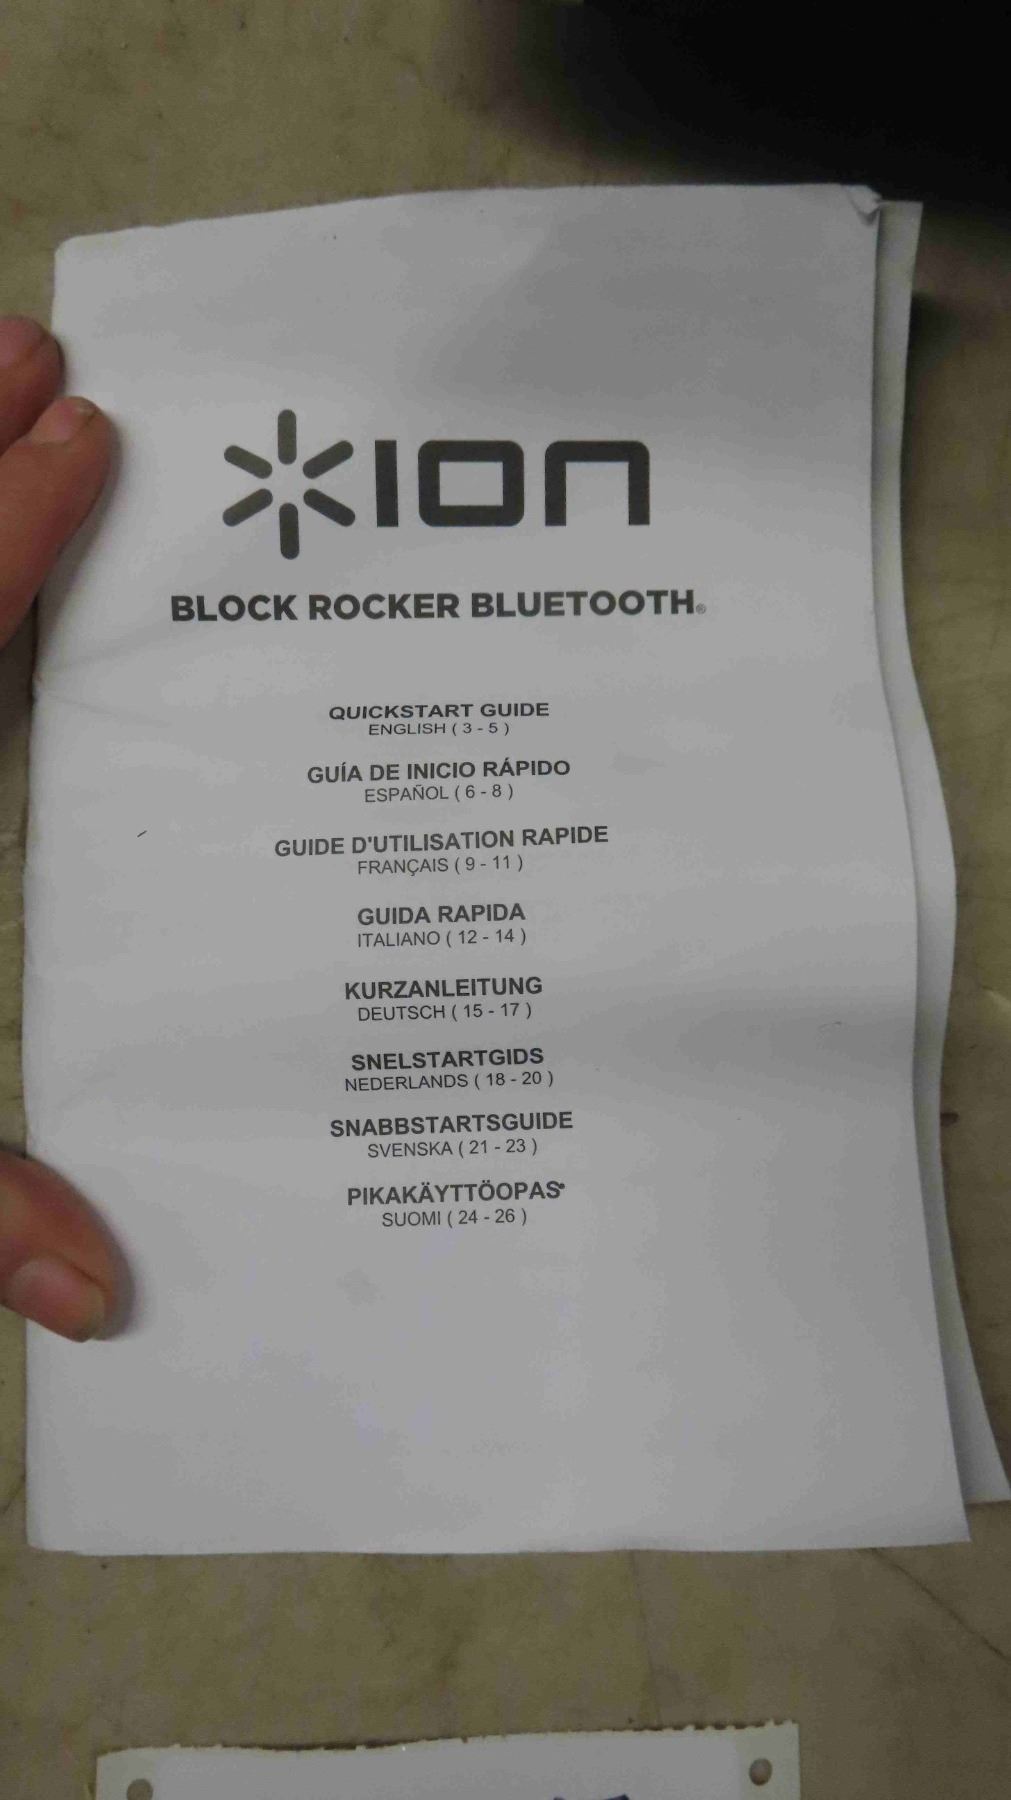 ION
BLOCK ROCKER BLUETOOTH®
QUICKSTART GUIDE
ENGLISH ( 3 - 5 )
GUÍA DE INICIO RÁPIDO
ESPAÑOL ( 6 - 8 )
GUIDE D'UTILISATION RAPIDE
FRANÇAIS ( 9 - 11 )
GUIDA RAPIDA
ITALIANO ( 12 - 14 )
KURZANLEITUNG
DEUTSCH ( 15 - 17 )
SNELSTARTGIDS
NEDERLANDS ( 18 - 20 )
SNABBSTARTSGUIDE
SVENSKA ( 21 - 23 )
PIKAKÄYTTÖOPAS
SUOMI ( 24 - 26 )